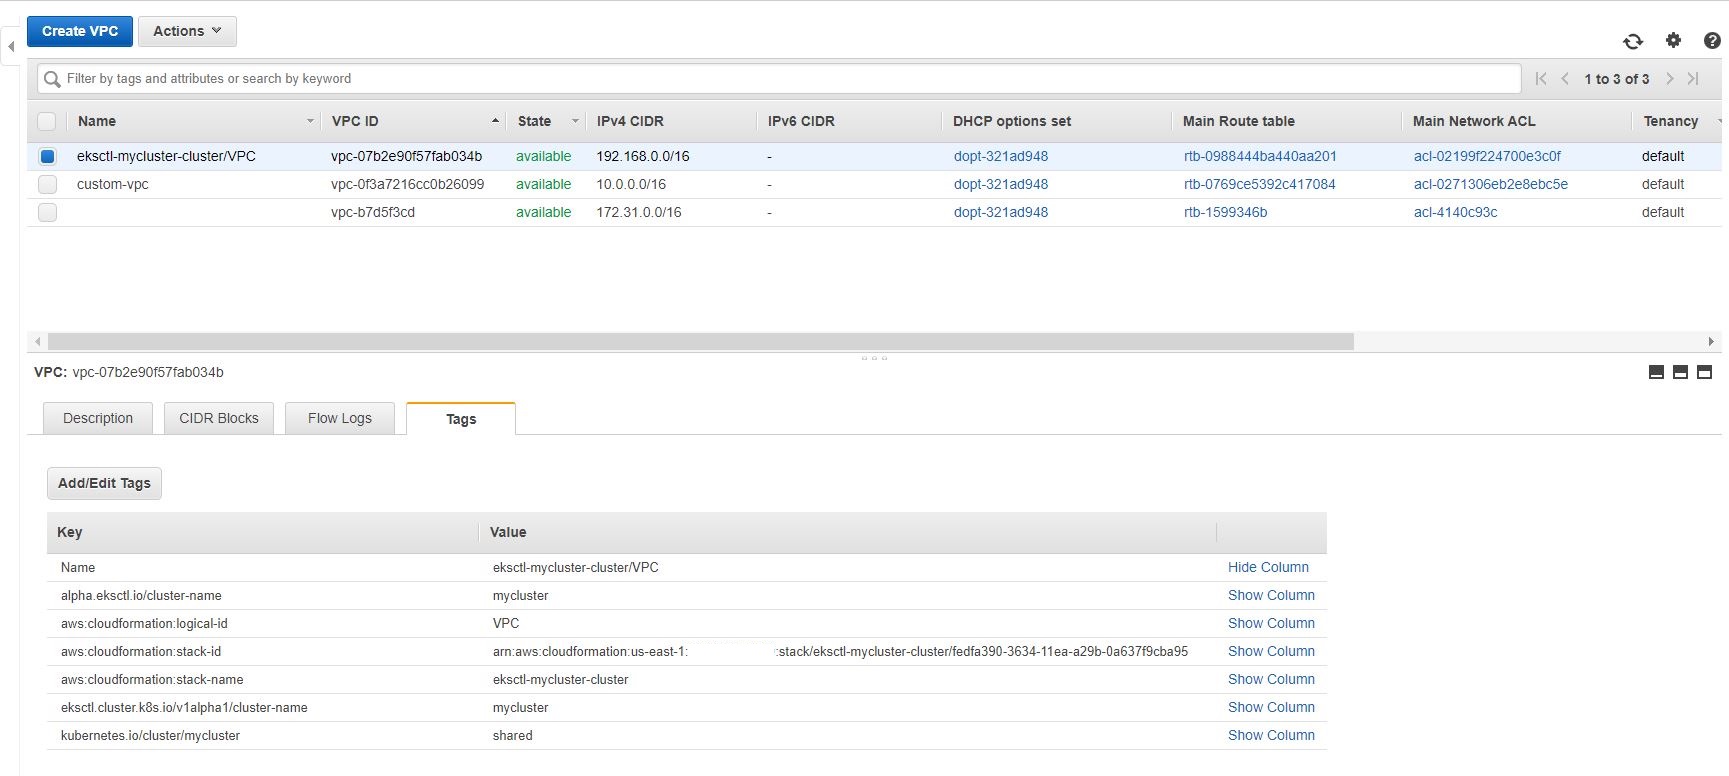 Create VPC Actions
Filter by tags and attributes or search by keyword 1 to 3 of 3
Name VPC ID State IPv4 CIDR IPv6 CIDR DHCP options set Main Route table Main Network ACL Tenancy
eksctl-mycluster-cluster/VPC vpc-07b2e90f57fab034b available 192.168.0.0/16 - dopt-321ad948 rtb-0988444ba440aa201 acl-02199f224700e3c0f default
custom-vpc vpc-0f3a7216cc0b26099 available 10.0.0.0/16 - dopt-321ad948 rtb-0769ce5392c417084 acl-0271306eb2e8ebc5e default
vpc-b7d5f3cd available 172.31.0.0/16 - dopt-321ad948 rtb-1599346b acl-4140c93c default
VPC: vpc-07b2e90f57fab034b
Description CIDR Blocks Flow Logs Tags
Add/Edit Tags
Key Value
Name eksctl-mycluster-cluster/VPC Hide Column
alpha.eksctl.io/cluster-name mycluster Show Column
aws:cloudformation:logical-id VPC Show Column
aws:cloudformation:stack-id arn:aws:cloudformation:us-east-1: :stack/eksctl-mycluster-cluster/fedfa390-3634-11ea-a29b-0a637f9cba95 Show Column
aws:cloudformation:stack-name eksctl-mycluster-cluster Show Column
eksctl.cluster.k8s.io/v1alpha1/cluster-name mycluster Show Column
kubernetes.io/cluster/mycluster shared Show Column